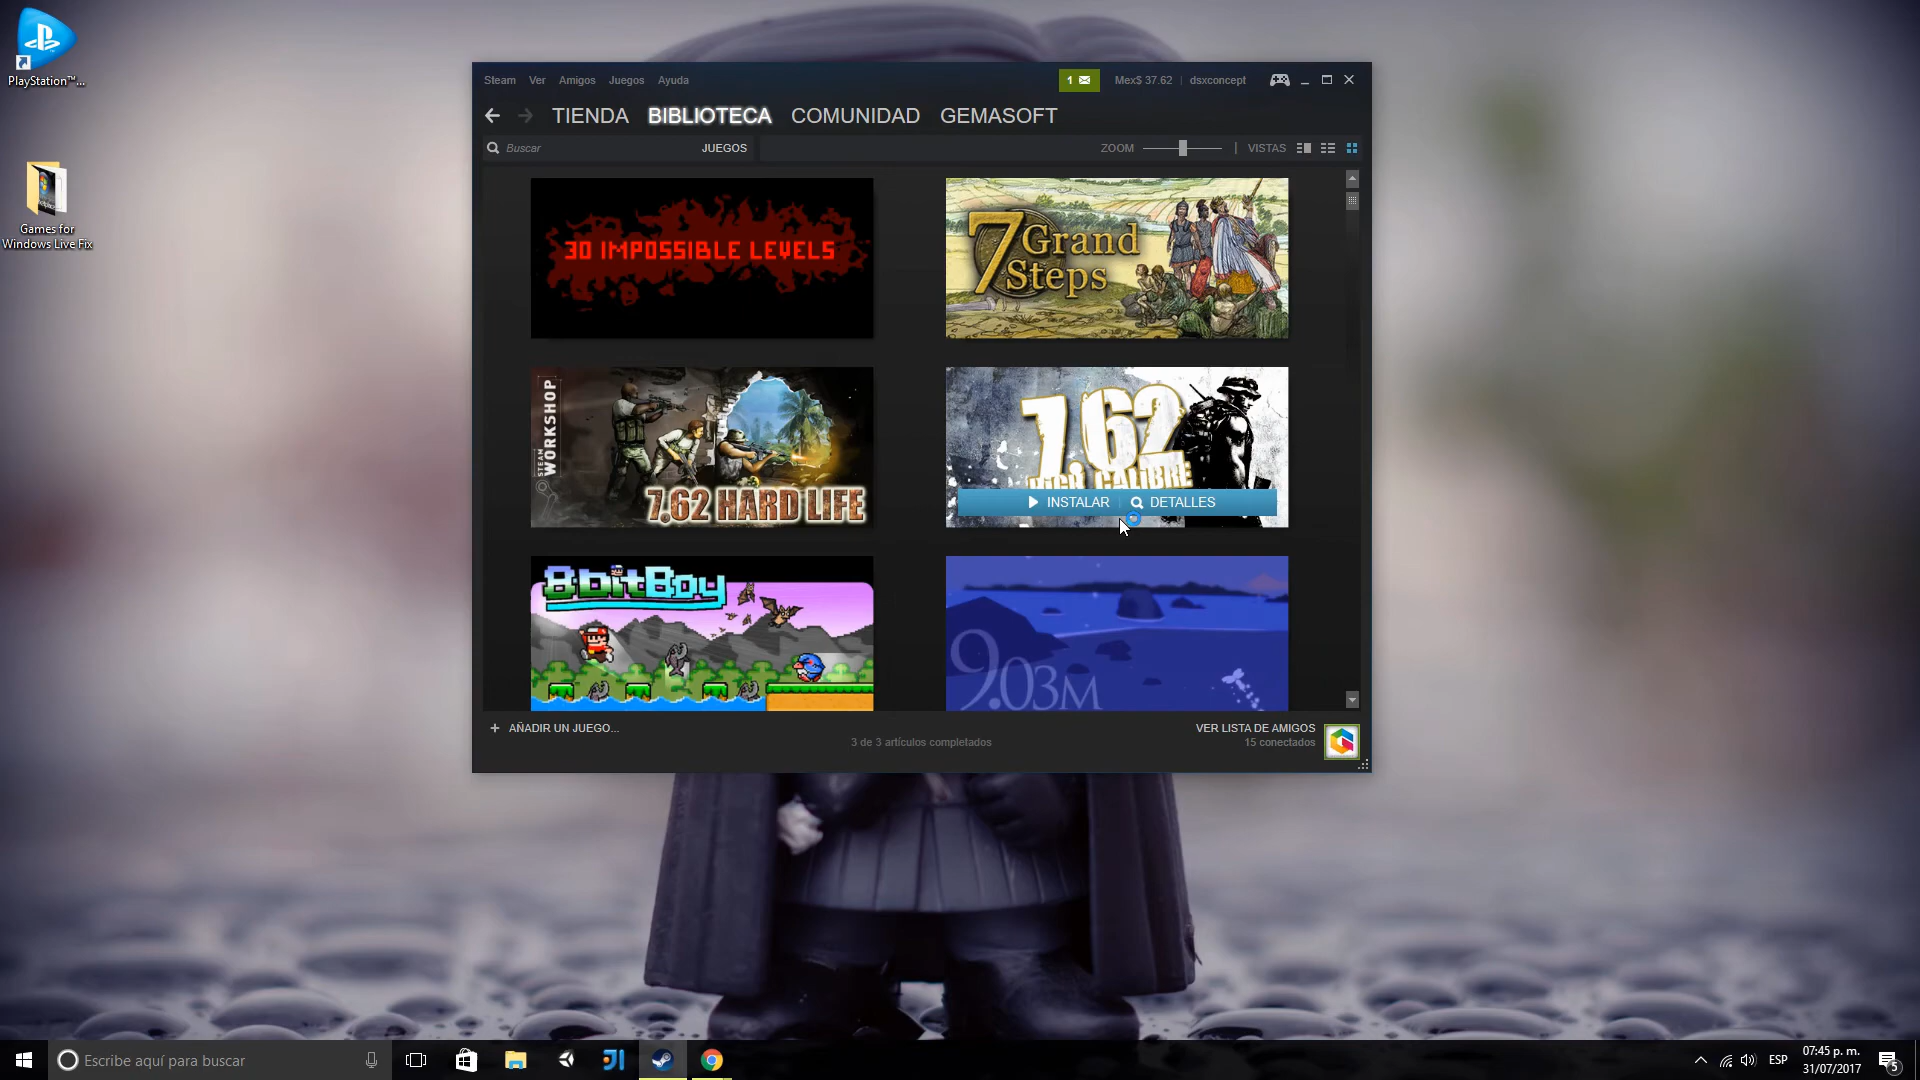 PlayStation™...
Games for
Windows Live Fix
Steam Ver Amigos Juegos Ayuda
1 Mex$ 37.62 | dsxconcept
TIENDA BIBLIOTECA COMUNIDAD GEMASOFT
Buscar JUEGOS ZOOM | VISTAS
30 IMPOSSIBLE LEVELS
7 Grand
Steps
STEAM
WORKSHOP
7.62 HARD LIFE
7.62
HIGH CALIBRE
INSTALAR DETALLES
8BitBoy
9.03M
+ AÑADIR UN JUEGO...
3 de 3 artículos completados
VER LISTA DE AMIGOS
15 conectados
Escribe aquí para buscar
ESP
07:45 p. m.
31/07/2017
5